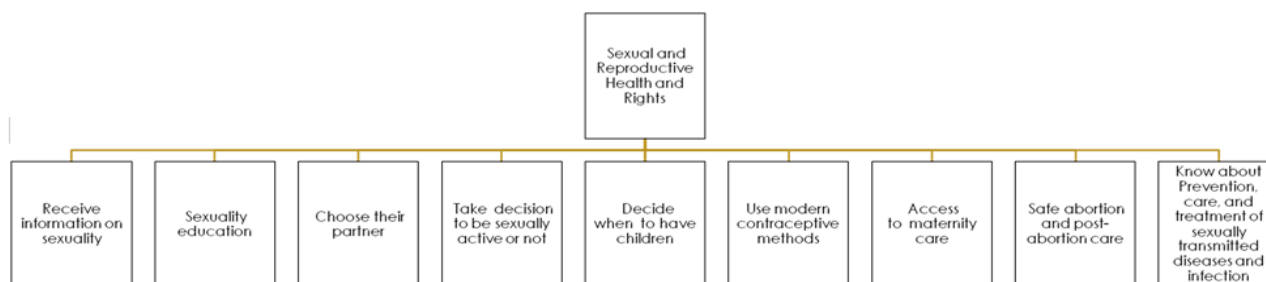 Sexual and
Reproductive
Health and
Rights
Receive
information on
sexuality
Sexuality
education
Choose their
partner
Take decision
to be sexually
active or not
Decide
when to have
children
Use modern
contraceptive
methods
Access
to maternity
care
Safe abortion
and post-
abortion care
Know about
Prevention,
care, and
treatment of
sexually
transmitted
diseases and
infection